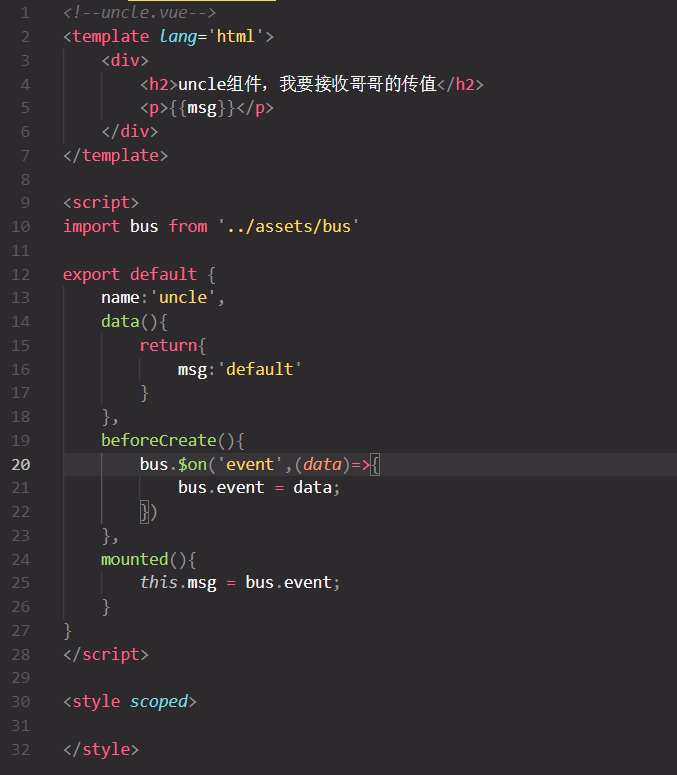 1 <!--uncle.vue-->
2 <template lang='html'>
3     <div>
4         <h2>uncle组件，我要接收哥哥的传值</h2>
5         <p>{{msg}}</p>
6     </div>
7 </template>
8
9 <script>
10 import bus from '../assets/bus'
11
12 export default {
13     name:'uncle',
14     data(){
15         return{
16             msg:'default'
17         }
18     },
19     beforeCreate(){
20         bus.$on('event',(data)=>{
21             bus.event = data;
22         })
23     },
24     mounted(){
25         this.msg = bus.event;
26     }
27 }
28 </script>
29
30 <style scoped>
31
32 </style>